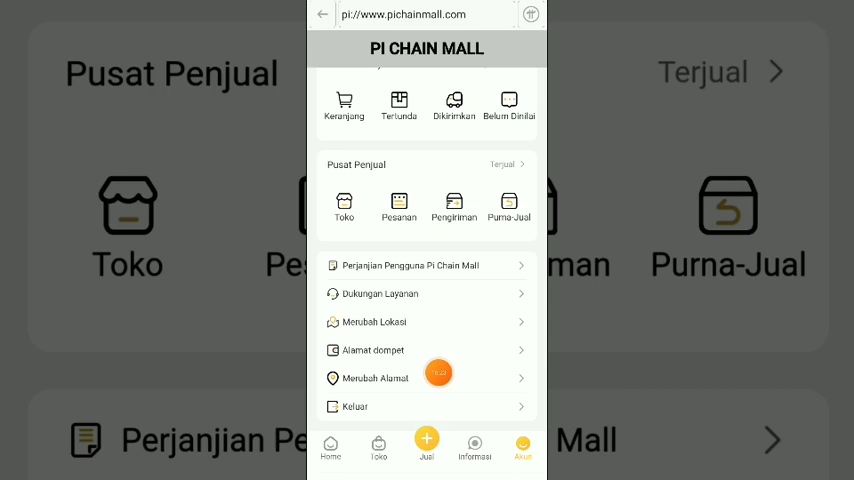 pi://www.pichainmall.com
PI CHAIN MALL
Keranjang Tertunda Dikirimkan Belum Dinilai
Pusat Penjual Terjual
Toko Pesanan Pengiriman Purna-Jual
Perjanjian Pengguna Pi Chain Mall
Dukungan Layanan
Merubah Lokasi
Alamat dompet
Merubah Alamat
Keluar
Home Toko Jual Informasi Akun
Pusat Penjual Terjual
Toko Pes man Purna-Jual
Perjanjian Pe Mall